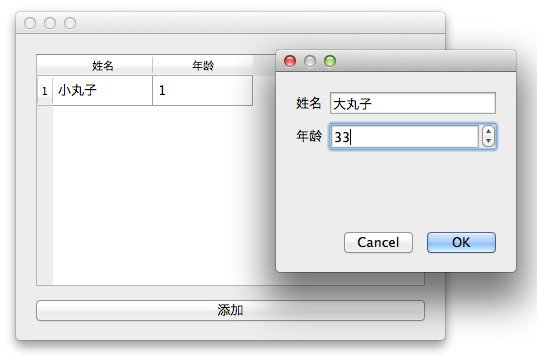 姓名 年龄
1 小丸子 1
添加
姓名 大丸子
年龄 33
Cancel OK